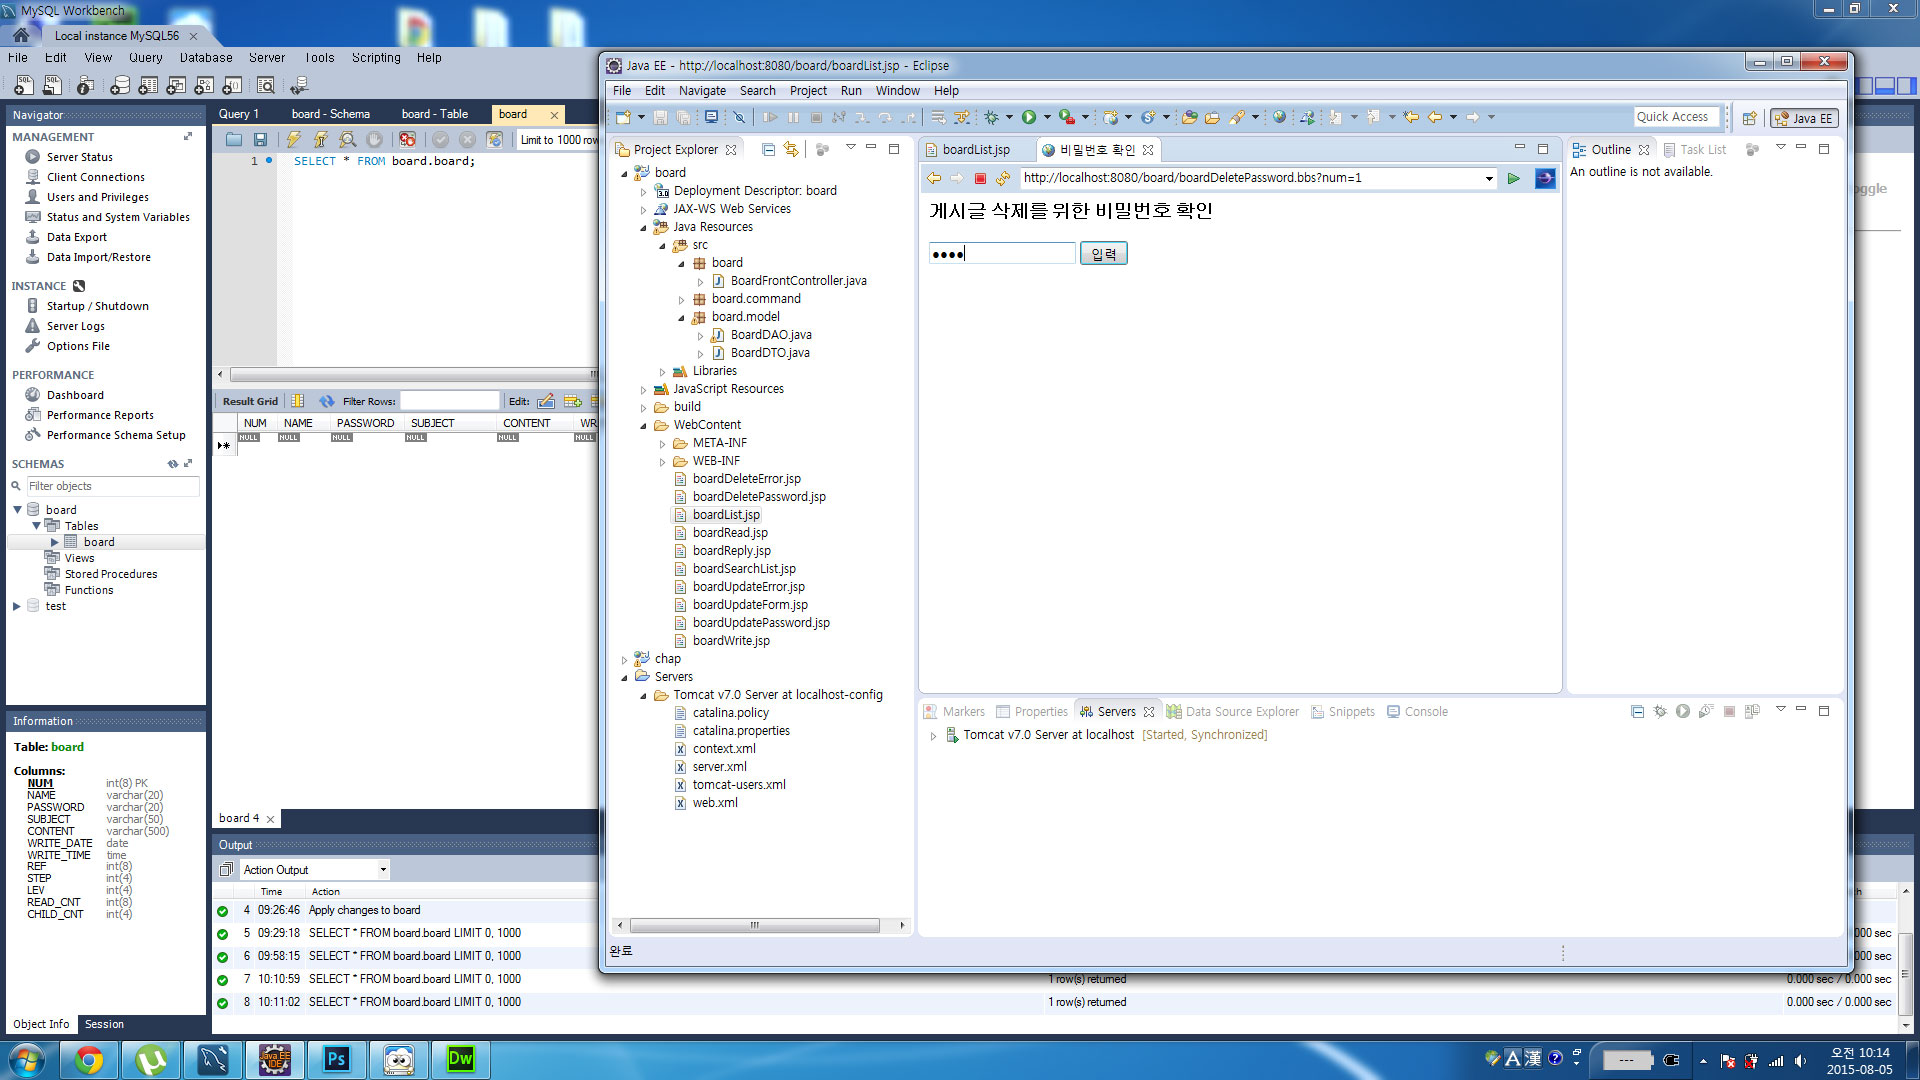 MySQL Workbench
Local instance MySQL56
File Edit View Query Database Server Tools Scripting Help
Navigator
MANAGEMENT
Server Status
Client Connections
Users and Privileges
Status and System Variables
Data Export
Data Import/Restore
INSTANCE
Startup / Shutdown
Server Logs
Options File
PERFORMANCE
Dashboard
Performance Reports
Performance Schema Setup
SCHEMAS
Filter objects
board
Tables
board
Views
Stored Procedures
Functions
test
Information
Table: board
Columns:
NUM int(8) PK
NAME varchar(20)
PASSWORD varchar(20)
SUBJECT varchar(50)
CONTENT varchar(500)
WRITE_DATE date
WRITE_TIME time
REF int(8)
STEP int(4)
LEV int(4)
READ_CNT int(8)
CHILD_CNT int(4)
Object Info Session
Query 1 board - Schema board - Table board
Limit to 1000 row
1 SELECT * FROM board.board;
Result Grid Filter Rows: Edit:
NUM NAME PASSWORD SUBJECT CONTENT WR
NULL NULL NULL NULL NULL NULL
board 4
Output
Action Output
Time Action
4 09:26:46 Apply changes to board
5 09:29:18 SELECT * FROM board.board LIMIT 0, 1000
000 sec
6 09:58:15 SELECT * FROM board.board LIMIT 0, 1000
000 sec
7 10:10:59 SELECT * FROM board.board LIMIT 0, 1000 1 row(s) returned 0.000 sec / 0.000 sec
8 10:11:02 SELECT * FROM board.board LIMIT 0, 1000 1 row(s) returned 0.000 sec / 0.000 sec
Java EE - http://localhost:8080/board/boardList.jsp - Eclipse
File Edit Navigate Search Project Run Window Help
Quick Access Java EE
Project Explorer
board
Deployment Descriptor: board
JAX-WS Web Services
Java Resources
src
board
BoardFrontController.java
board.command
board.model
BoardDAO.java
BoardDTO.java
Libraries
JavaScript Resources
build
WebContent
META-INF
WEB-INF
boardDeleteError.jsp
boardDeletePassword.jsp
boardList.jsp
boardRead.jsp
boardReply.jsp
boardSearchList.jsp
boardUpdateError.jsp
boardUpdateForm.jsp
boardUpdatePassword.jsp
boardWrite.jsp
chap
Servers
Tomcat v7.0 Server at localhost-config
catalina.policy
catalina.properties
context.xml
server.xml
tomcat-users.xml
web.xml
완료
boardList.jsp 비밀번호 확인
http://localhost:8080/board/boardDeletePassword.bbs?num=1
게시글 삭제를 위한 비밀번호 확인
●●●● 입력
Outline Task List
An outline is not available.
oggle
Markers Properties Servers Data Source Explorer Snippets Console
Tomcat v7.0 Server at localhost [Started, Synchronized]
Java EE IDE
Ps
Dw
A 漢
---
오전 10:14
2015-08-05